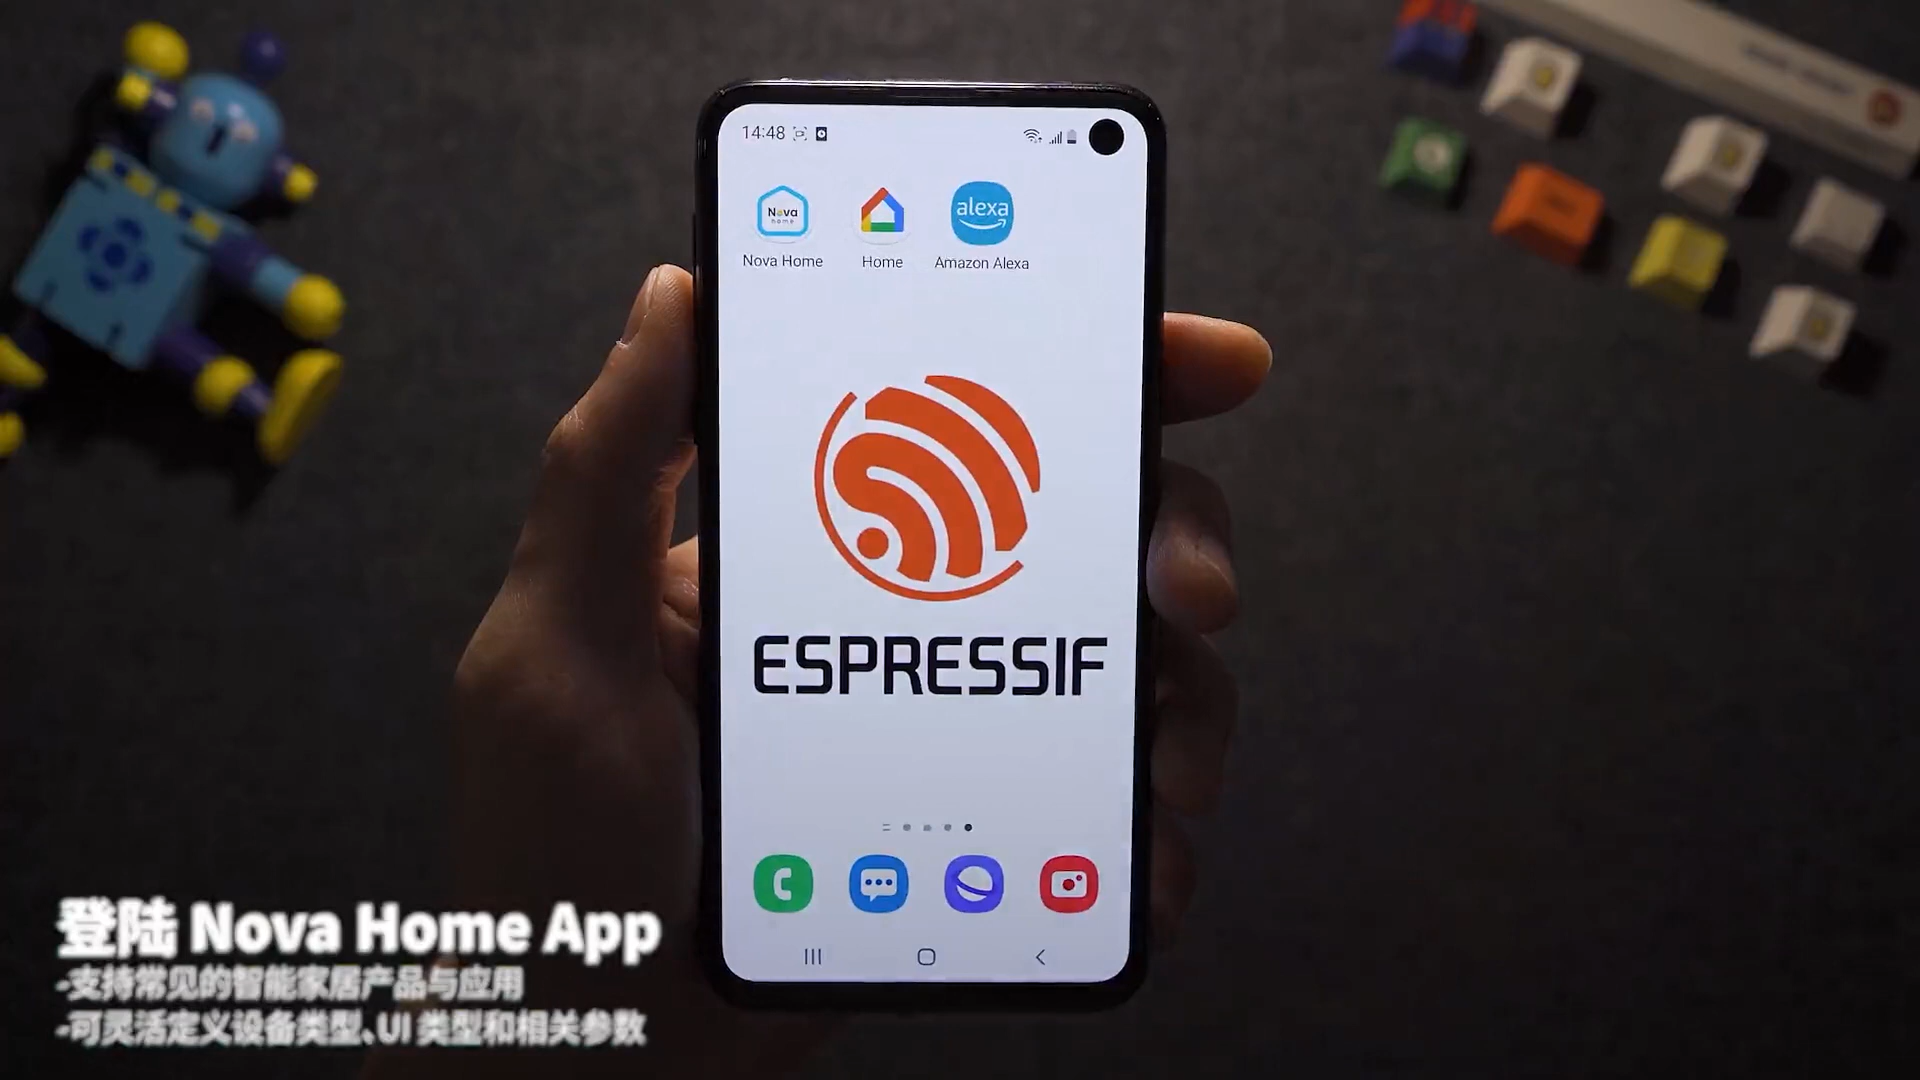 14:48
Nova
home
alexa
Nova Home
Home
Amazon Alexa
ESPRESSIF
登陆 Nova Home App
-支持常见的智能家居产品与应用
-可灵活定义设备类型、UI 类型和相关参数